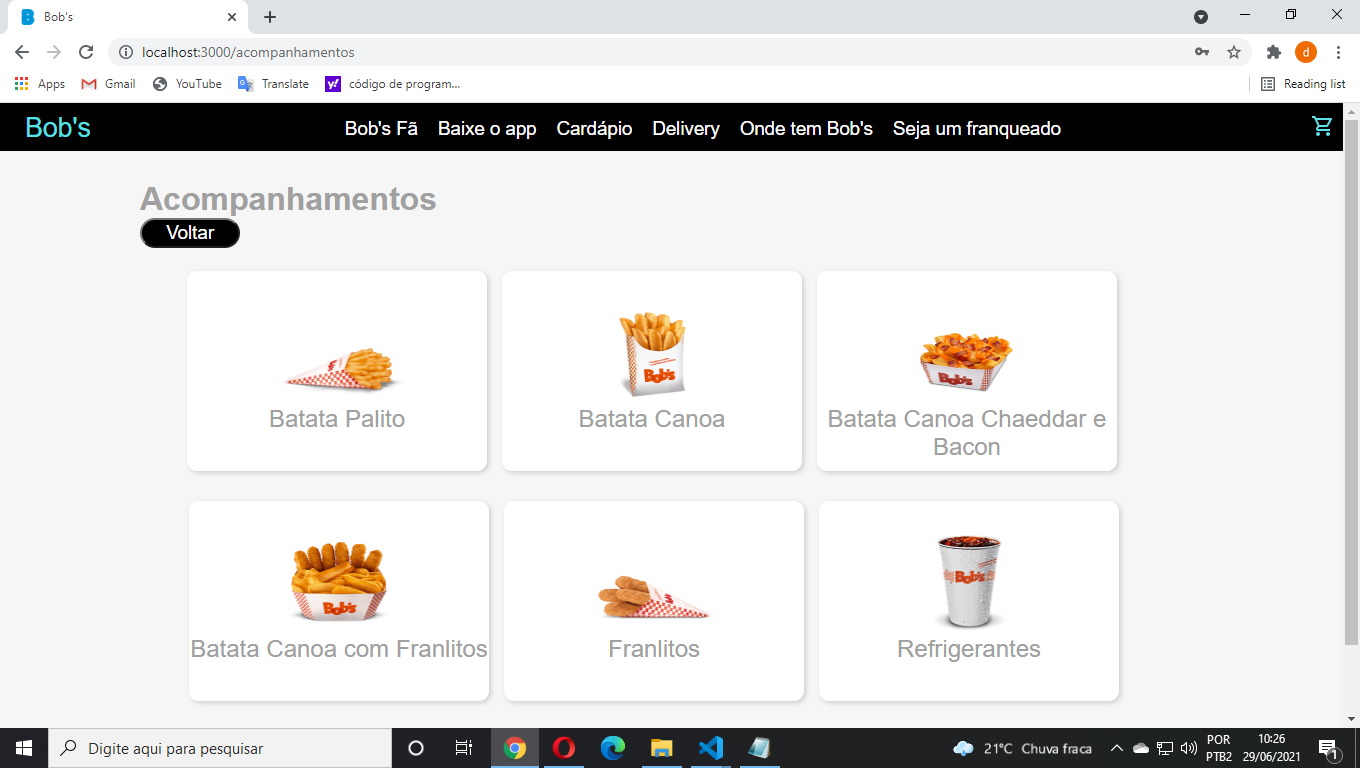 Bob's
localhost:3000/acompanhamentos
d
Apps Gmail YouTube Translate código de program... Reading list
Bob's Bob's Fã Baixe o app Cardápio Delivery Onde tem Bob's Seja um franqueado
Acompanhamentos
Voltar
Batata Palito
Bob's
Batata Canoa
Bob's
Batata Canoa Chaeddar e
Bacon
Bob's
Batata Canoa com Franlitos
Franlitos
Bob's
Refrigerantes
Digite aqui para pesquisar
21°C Chuva fraca
POR
PTB2
10:26
29/06/2021
1